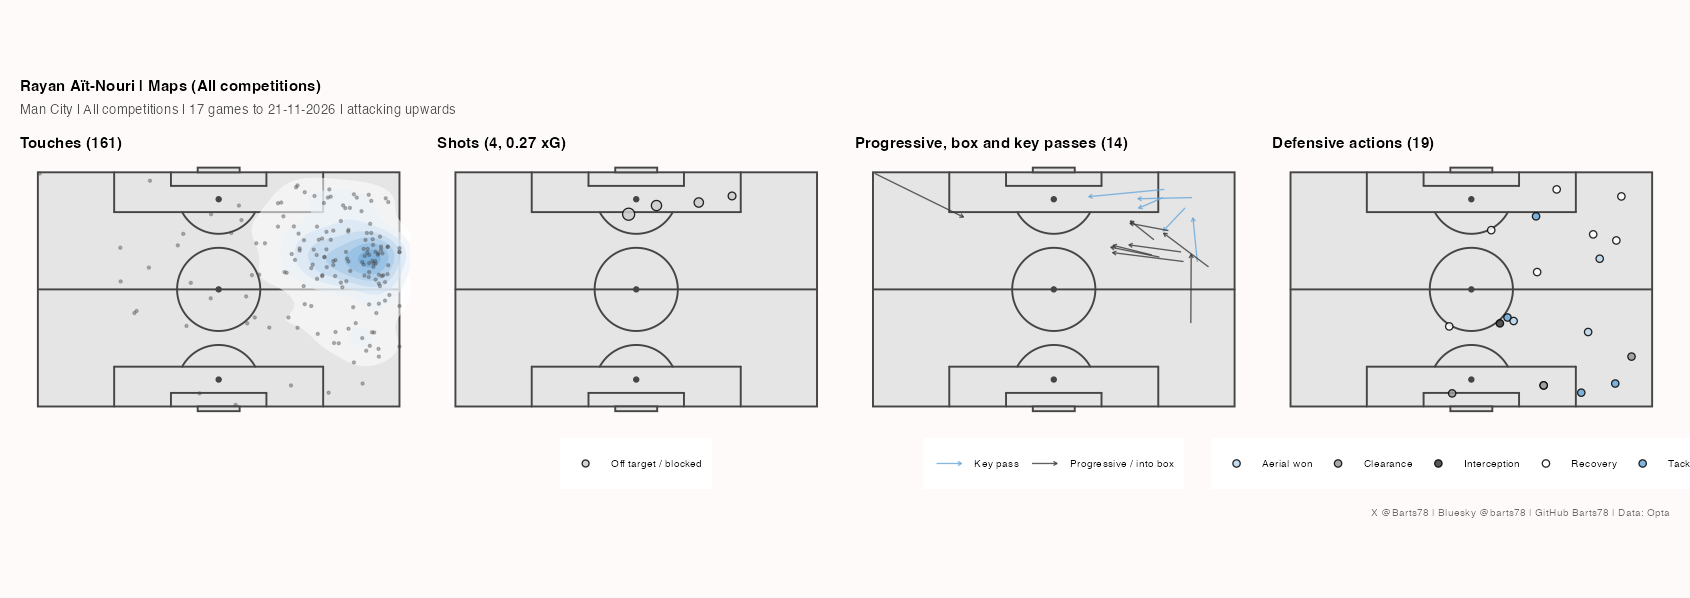 Rayan Aït-Nouri | Maps (All competitions)
Man City | All competitions | 17 games to 21-11-2026 | attacking upwards
Touches (161)
Shots (4, 0.27 xG)
Progressive, box and key passes (14)
Defensive actions (19)
Off target / blocked
Key pass
Progressive / into box
Aerial won
Clearance
Interception
Recovery
Tack
X @Barts78 | Bluesky @barts78 | GitHub Barts78 | Data: Opta